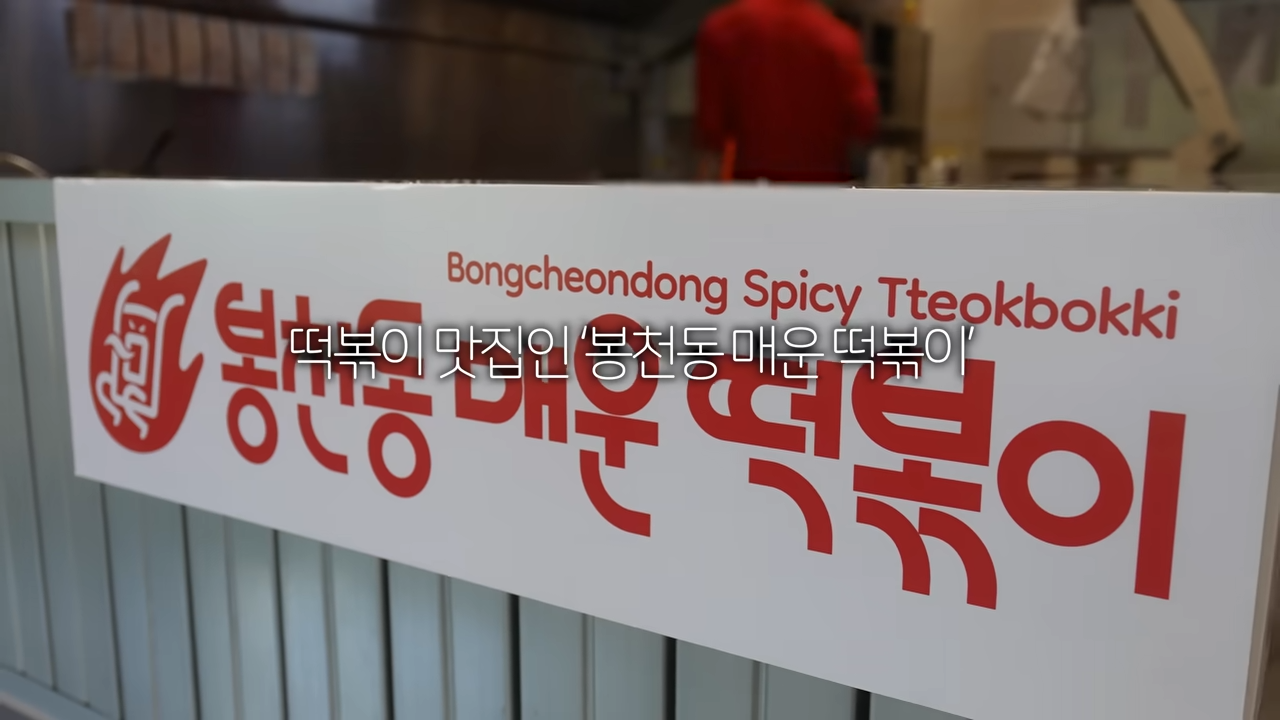 Bongcheondong Spicy Tteokbokki
봉천동 매운 떡볶이
떡볶이 맛집인 ‘봉천동 매운 떡볶이’